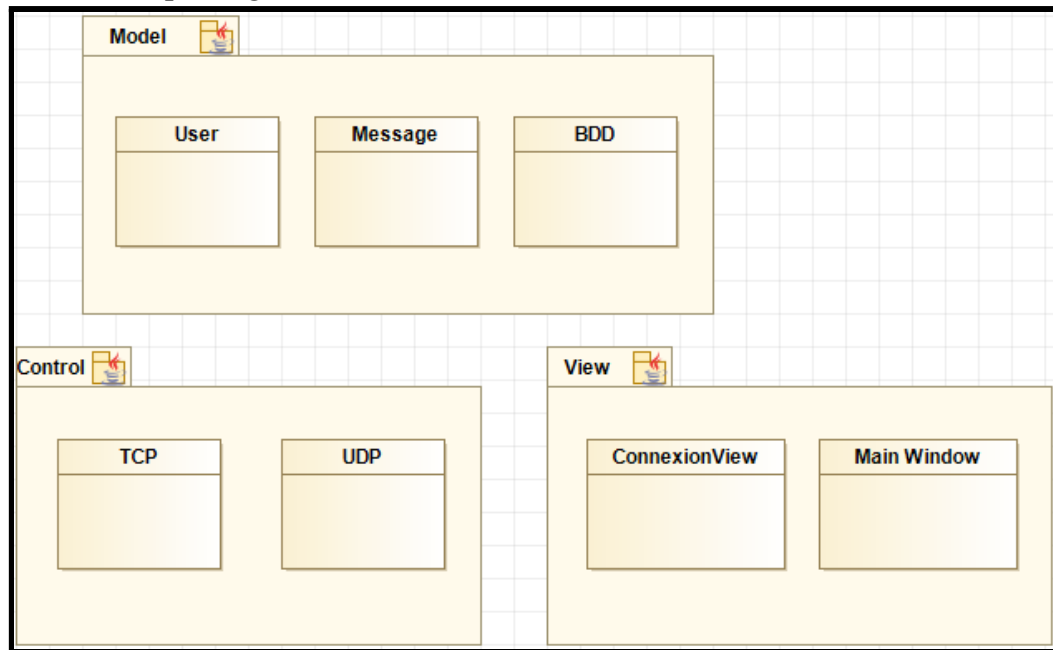 Model
User
Message
BDD
Control
View
TCP
UDP
ConnexionView
Main Window